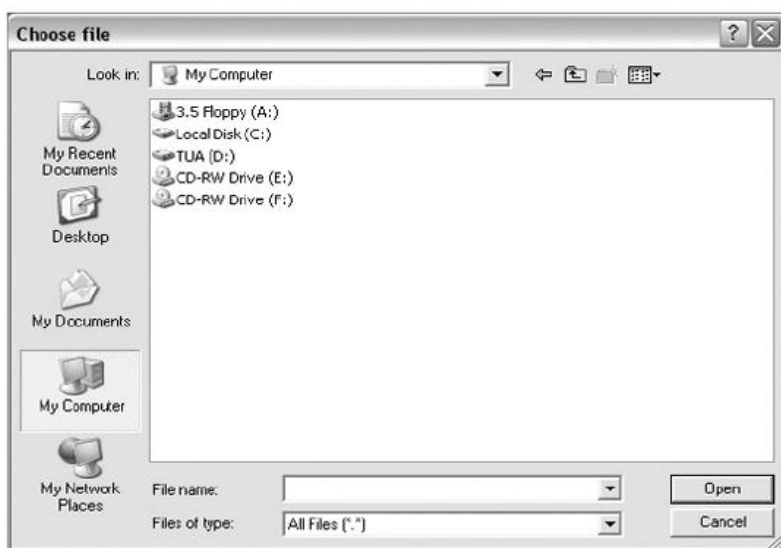 Choose file
Look in: My Computer
3.5 Floppy (A:)
Local Disk (C:)
TUA (D:)
CD-RW Drive (E:)
CD-RW Drive (F:)
My Recent
Documents
Desktop
My Documents
My Computer
My Network
Places
File name:
Open
Files of type: All Files (*.*)
Cancel